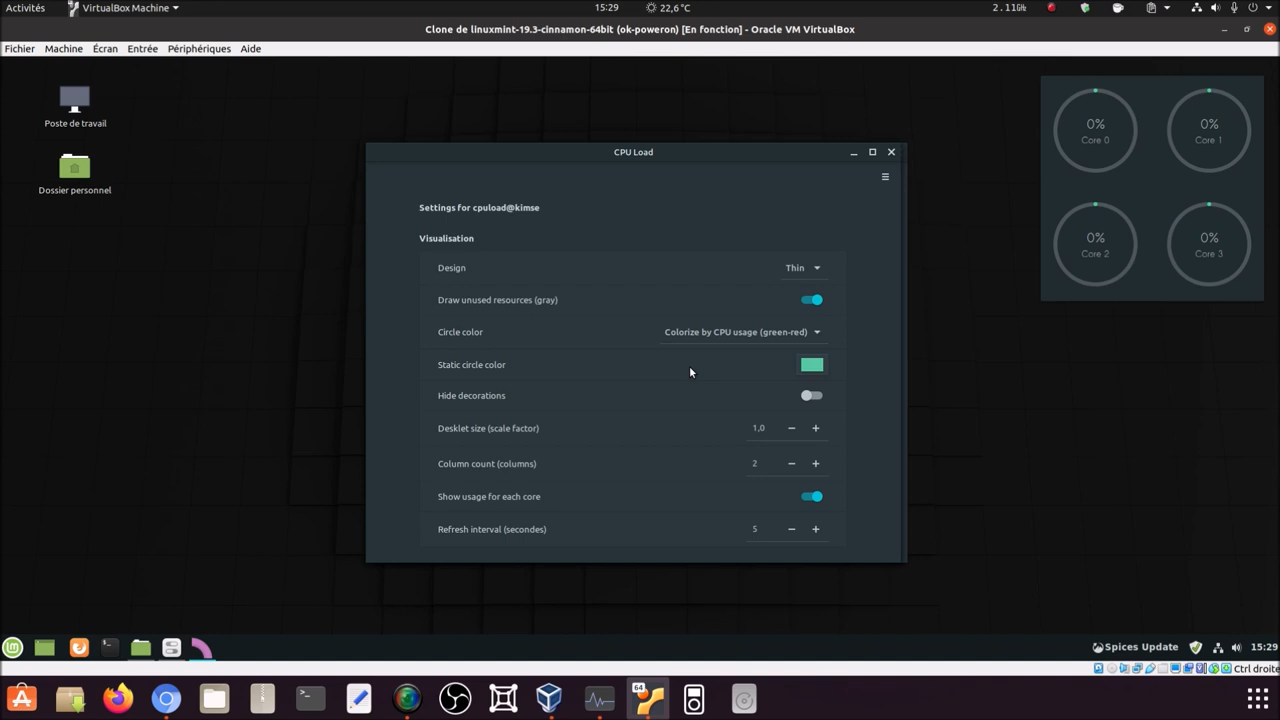 Activités VirtualBox Machine 15:29 22,6°C 2.11GHz
Clone de linuxmint-19.3-cinnamon-64bit (ok-poweron) [En fonction] - Oracle VM VirtualBox
Fichier Machine Écran Entrée Périphériques Aide
Poste de travail
Dossier personnel
CPU Load
Settings for cpuload@kimse
Visualisation
Design Thin
Draw unused resources (gray)
Circle color Colorize by CPU usage (green-red)
Static circle color
Hide decorations
Desklet size (scale factor) 1,0 − +
Column count (columns) 2 − +
Show usage for each core
Refresh interval (secondes) 5 − +
0% 0%
Core 0 Core 1
0% 0%
Core 2 Core 3
Spices Update 15:29
Ctrl droite
64